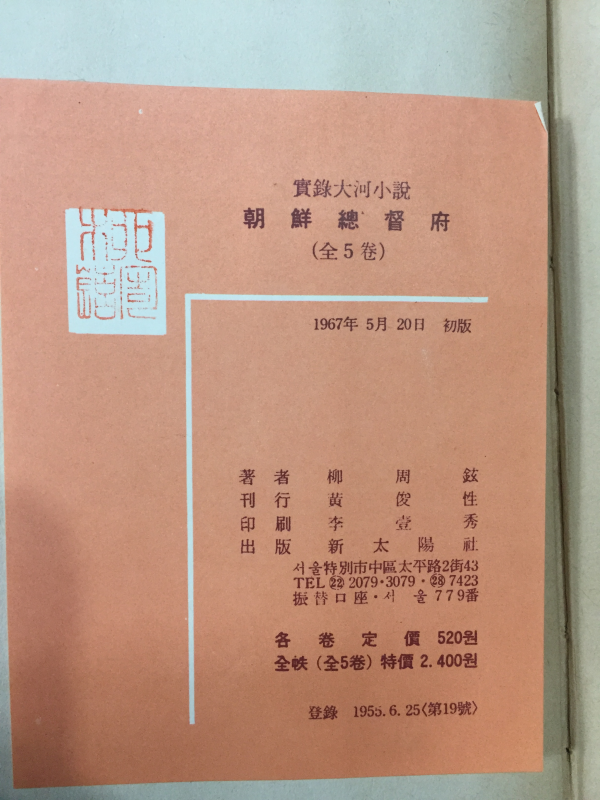 實錄大河小說
朝鮮總督府
(全5卷)
1967年 5月 20日 初版
著者 柳周鉉
刊行 黃俊性
印刷 李壹秀
出版 新太陽社
서울特別市中區太平路2街43
TEL ㉒ 2079·3079·㉘ 7423
振替口座·서울779番
各卷定價 520원
全帙 (全5卷) 特價 2.400원
登錄 1955.6.25〈第19號〉